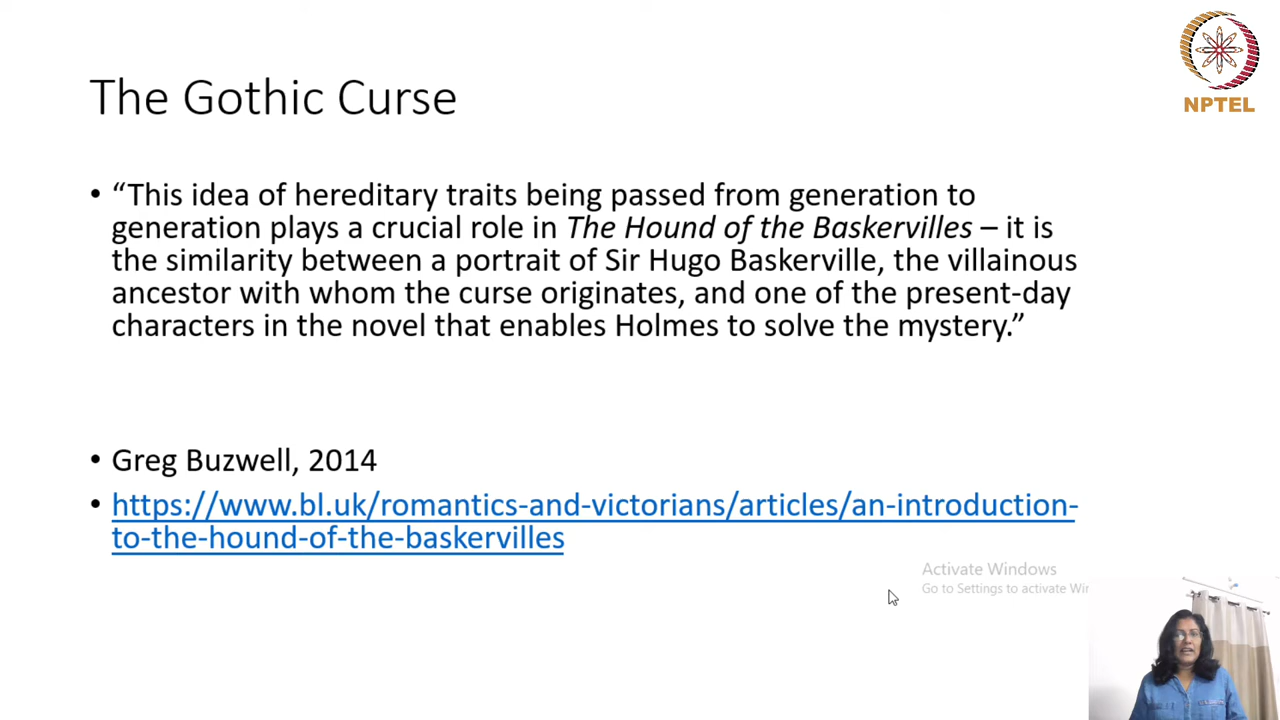 NPTEL
The Gothic Curse
• “This idea of hereditary traits being passed from generation to
generation plays a crucial role in The Hound of the Baskervilles – it is
the similarity between a portrait of Sir Hugo Baskerville, the villainous
ancestor with whom the curse originates, and one of the present-day
characters in the novel that enables Holmes to solve the mystery.”
• Greg Buzwell, 2014
• https://www.bl.uk/romantics-and-victorians/articles/an-introduction-
to-the-hound-of-the-baskervilles
Activate Windows
Go to Settings to activate Wi